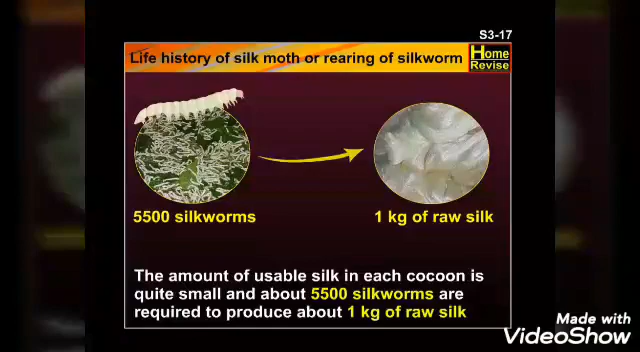 S3-17
Life history of silk moth or rearing of silkworm
Home
Revise
5500 silkworms
1 kg of raw silk
The amount of usable silk in each cocoon is
quite small and about 5500 silkworms are
required to produce about 1 kg of raw silk
Made with
VideoShow